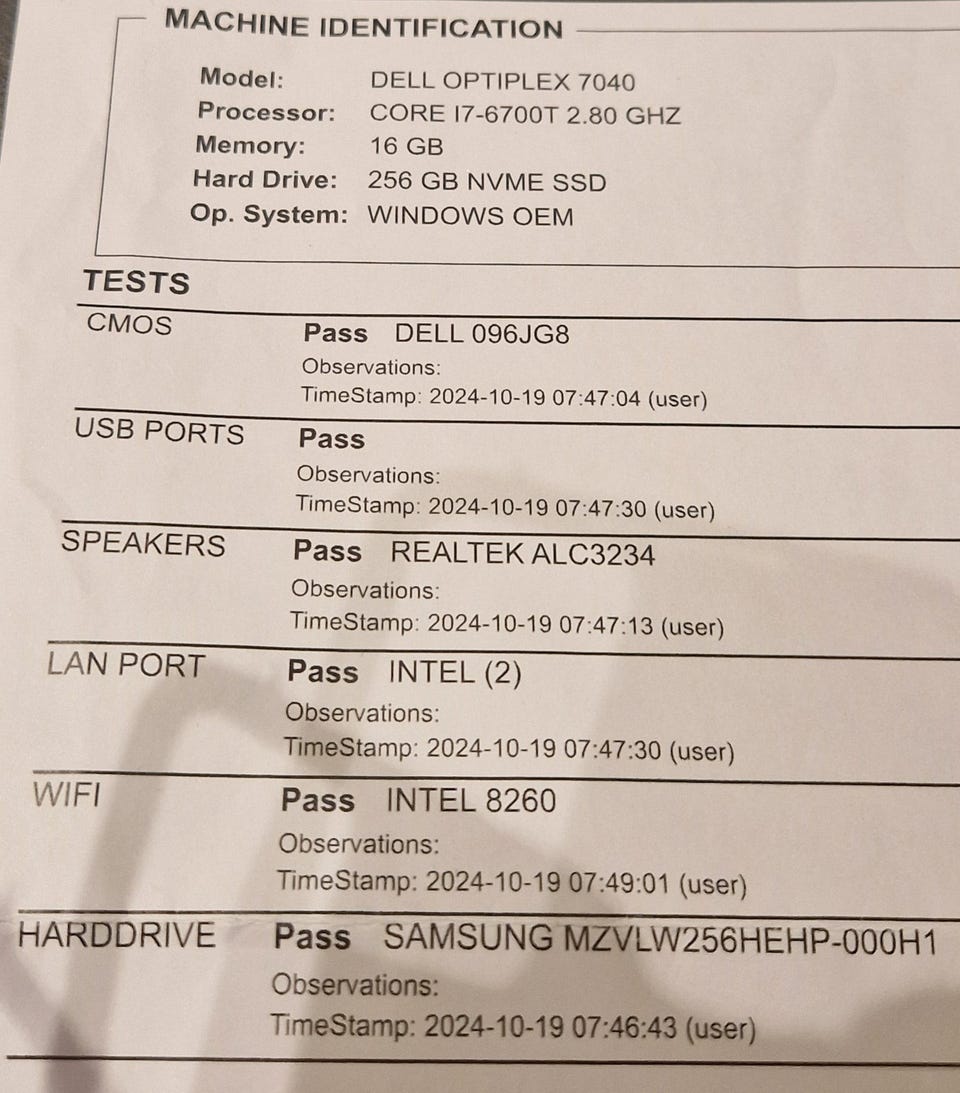 MACHINE IDENTIFICATION
Model: DELL OPTIPLEX 7040
Processor: CORE I7-6700T 2.80 GHZ
Memory: 16 GB
Hard Drive: 256 GB NVME SSD
Op. System: WINDOWS OEM
TESTS
CMOS Pass DELL 096JG8
Observations:
TimeStamp: 2024-10-19 07:47:04 (user)
USB PORTS Pass
Observations:
TimeStamp: 2024-10-19 07:47:30 (user)
SPEAKERS Pass REALTEK ALC3234
Observations:
TimeStamp: 2024-10-19 07:47:13 (user)
LAN PORT Pass INTEL (2)
Observations:
TimeStamp: 2024-10-19 07:47:30 (user)
WIFI Pass INTEL 8260
Observations:
TimeStamp: 2024-10-19 07:49:01 (user)
HARDDRIVE Pass SAMSUNG MZVLW256HEHP-000H1
Observations:
TimeStamp: 2024-10-19 07:46:43 (user)